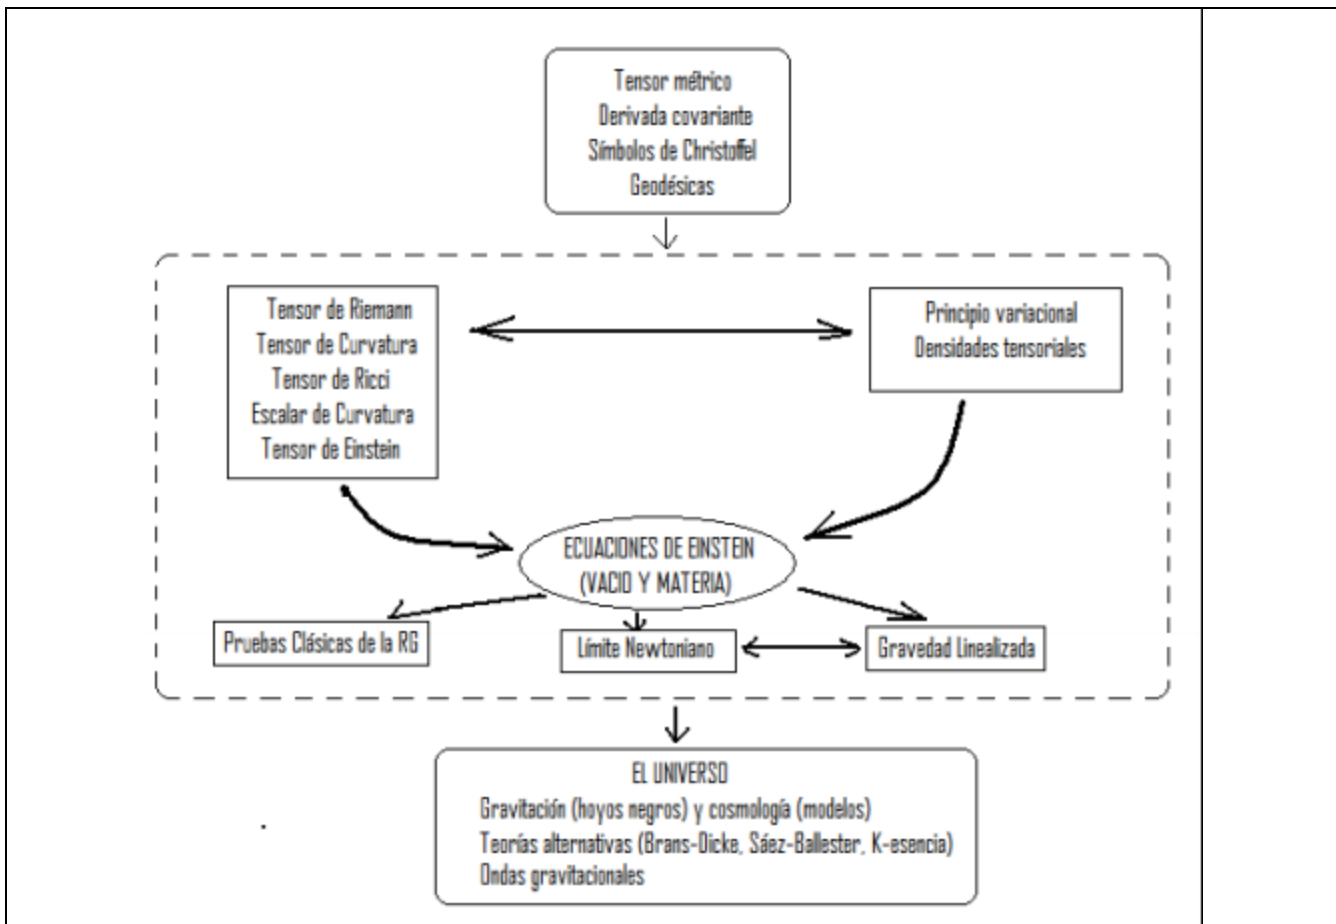 Tensor métrico
Derivada covariante
Símbolos de Christoffel
Geodésicas
Tensor de Riemann
Tensor de Curvatura
Tensor de Ricci
Escalar de Curvatura
Tensor de Einstein
Principio variacional
Densidades tensoriales
ECUACIONES DE EINSTEIN
(VACIO Y MATERIA)
Pruebas Clásicas de la RG
Límite Newtoniano
Gravedad Linealizada
EL UNIVERSO
Gravitación (hoyos negros) y cosmología (modelos)
Teorías alternativas (Brans-Dicke, Sáez-Ballester, K-esencia)
Ondas gravitacionales